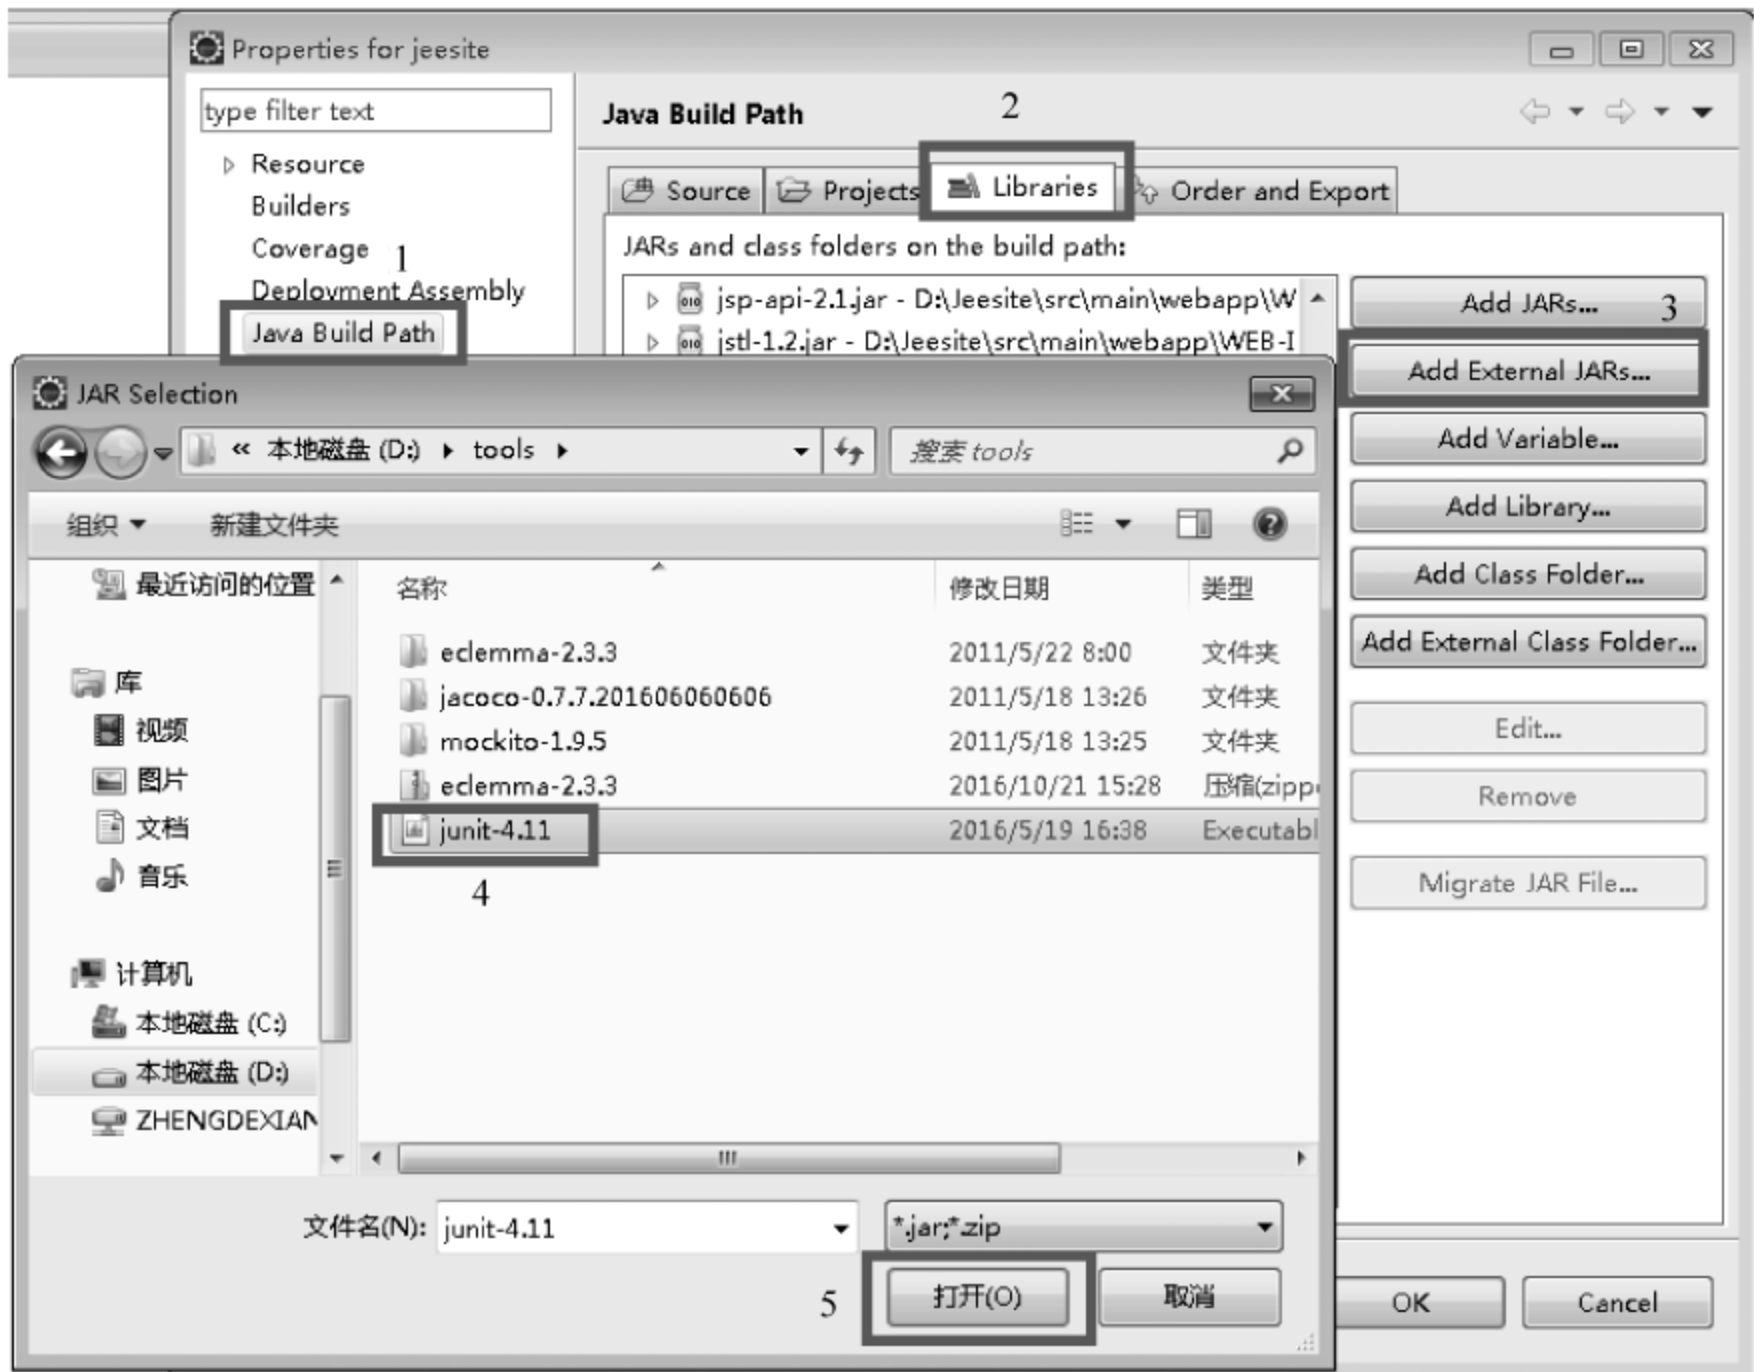 Properties for jeesite
type filter text
Resource
Builders
Coverage
1
Deployment Assembly
Java Build Path
Java Build Path
2
Source
Projects
Libraries
Order and Export
JARs and class folders on the build path:
jsp-api-2.1.jar - D:\Jeesite\src\main\webapp\W
jstl-1.2.jar - D:\Jeesite\src\main\webapp\WEB-I
Add JARs...
3
Add External JARs...
Add Variable...
Add Library...
Add Class Folder...
Add External Class Folder...
Edit...
Remove
Migrate JAR File...
OK
Cancel
JAR Selection
« 本地磁盘 (D:) tools
搜索 tools
组织
新建文件夹
最近访问的位置
库
视频
图片
文档
音乐
计算机
本地磁盘 (C:)
本地磁盘 (D:)
ZHENGDEXIAN
名称 修改日期 类型
eclemma-2.3.3 2011/5/22 8:00 文件夹
jacoco-0.7.7.201606060606 2011/5/18 13:26 文件夹
mockito-1.9.5 2011/5/18 13:25 文件夹
eclemma-2.3.3 2016/10/21 15:28 压缩(zipp
junit-4.11 2016/5/19 16:38 Executabl
4
文件名(N): junit-4.11
*.jar;*.zip
5
打开(O)
取消